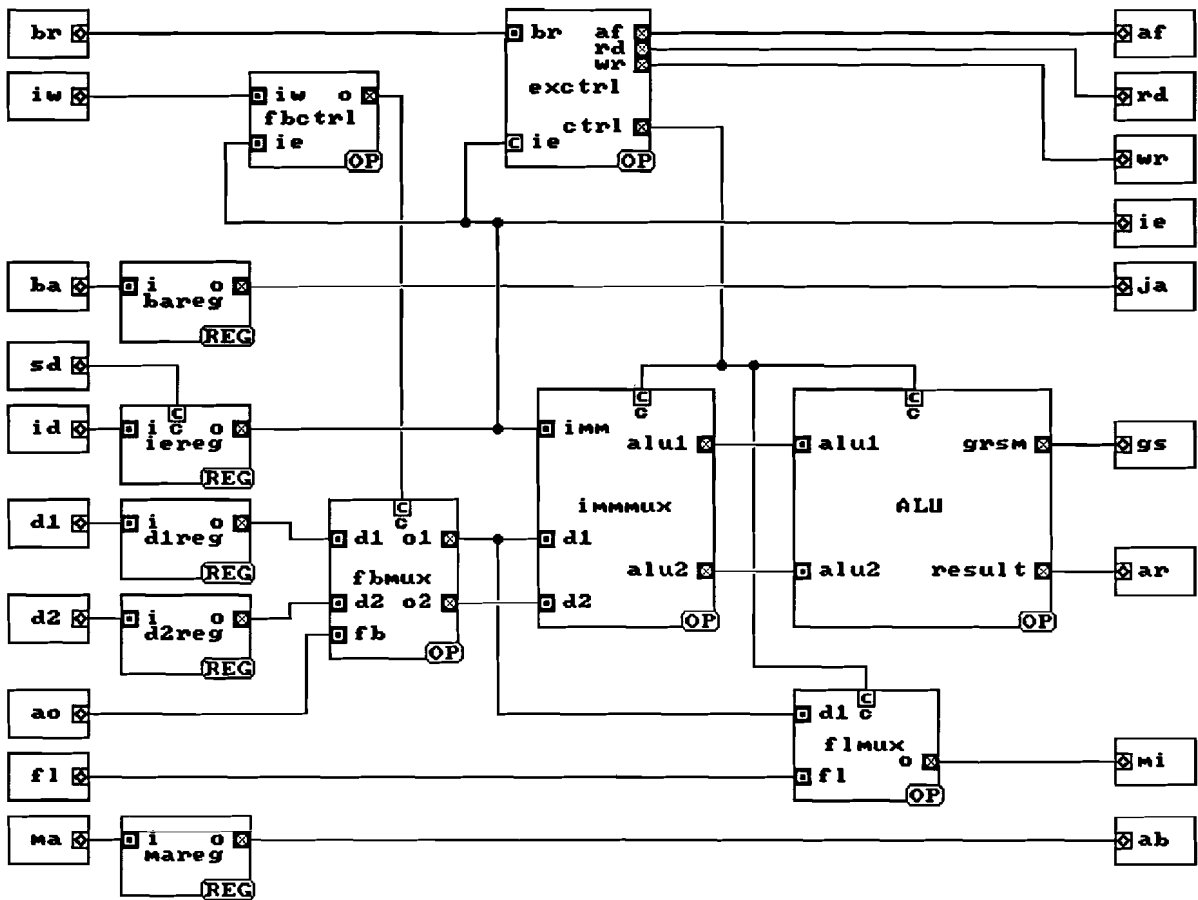 br
br
af
af
rd
wr
exctrl
ctrl
C ie
OP
iw
iw o
fbctrl
ie
OP
rd
wr
ie
ba
i o
bareg
REG
ja
sd
id
C
i c o
iereg
REG
C
c
imm
alu1
immmux
d1
alu2
d2
OP
C
c
alu1
grsm
ALU
alu2
result
OP
gs
d1
i o
d1reg
REG
C
c
d1 o1
fbmux
d2 o2
fb
OP
ar
d2
i o
d2reg
REG
ao
C
d1 c
flmux
o
fl
OP
fl
mi
ma
i o
mareg
REG
ab